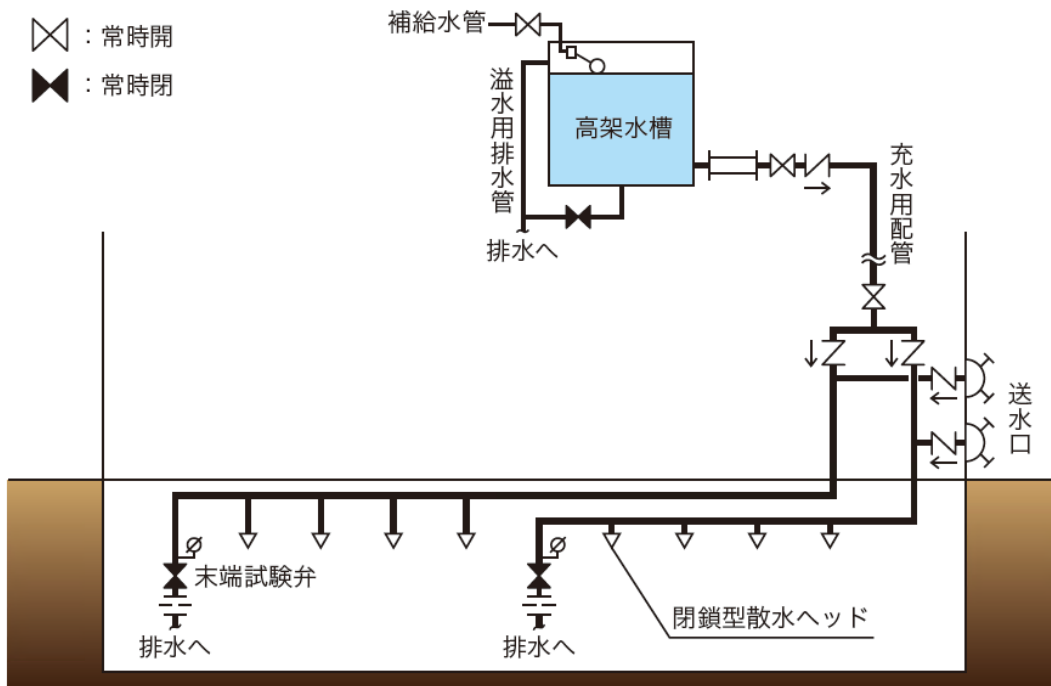 ：常時開
：常時閉
補給水管
溢水用排水管
高架水槽
充水用配管
排水へ
送水口
末端試験弁
閉鎖型散水ヘッド
排水へ
排水へ